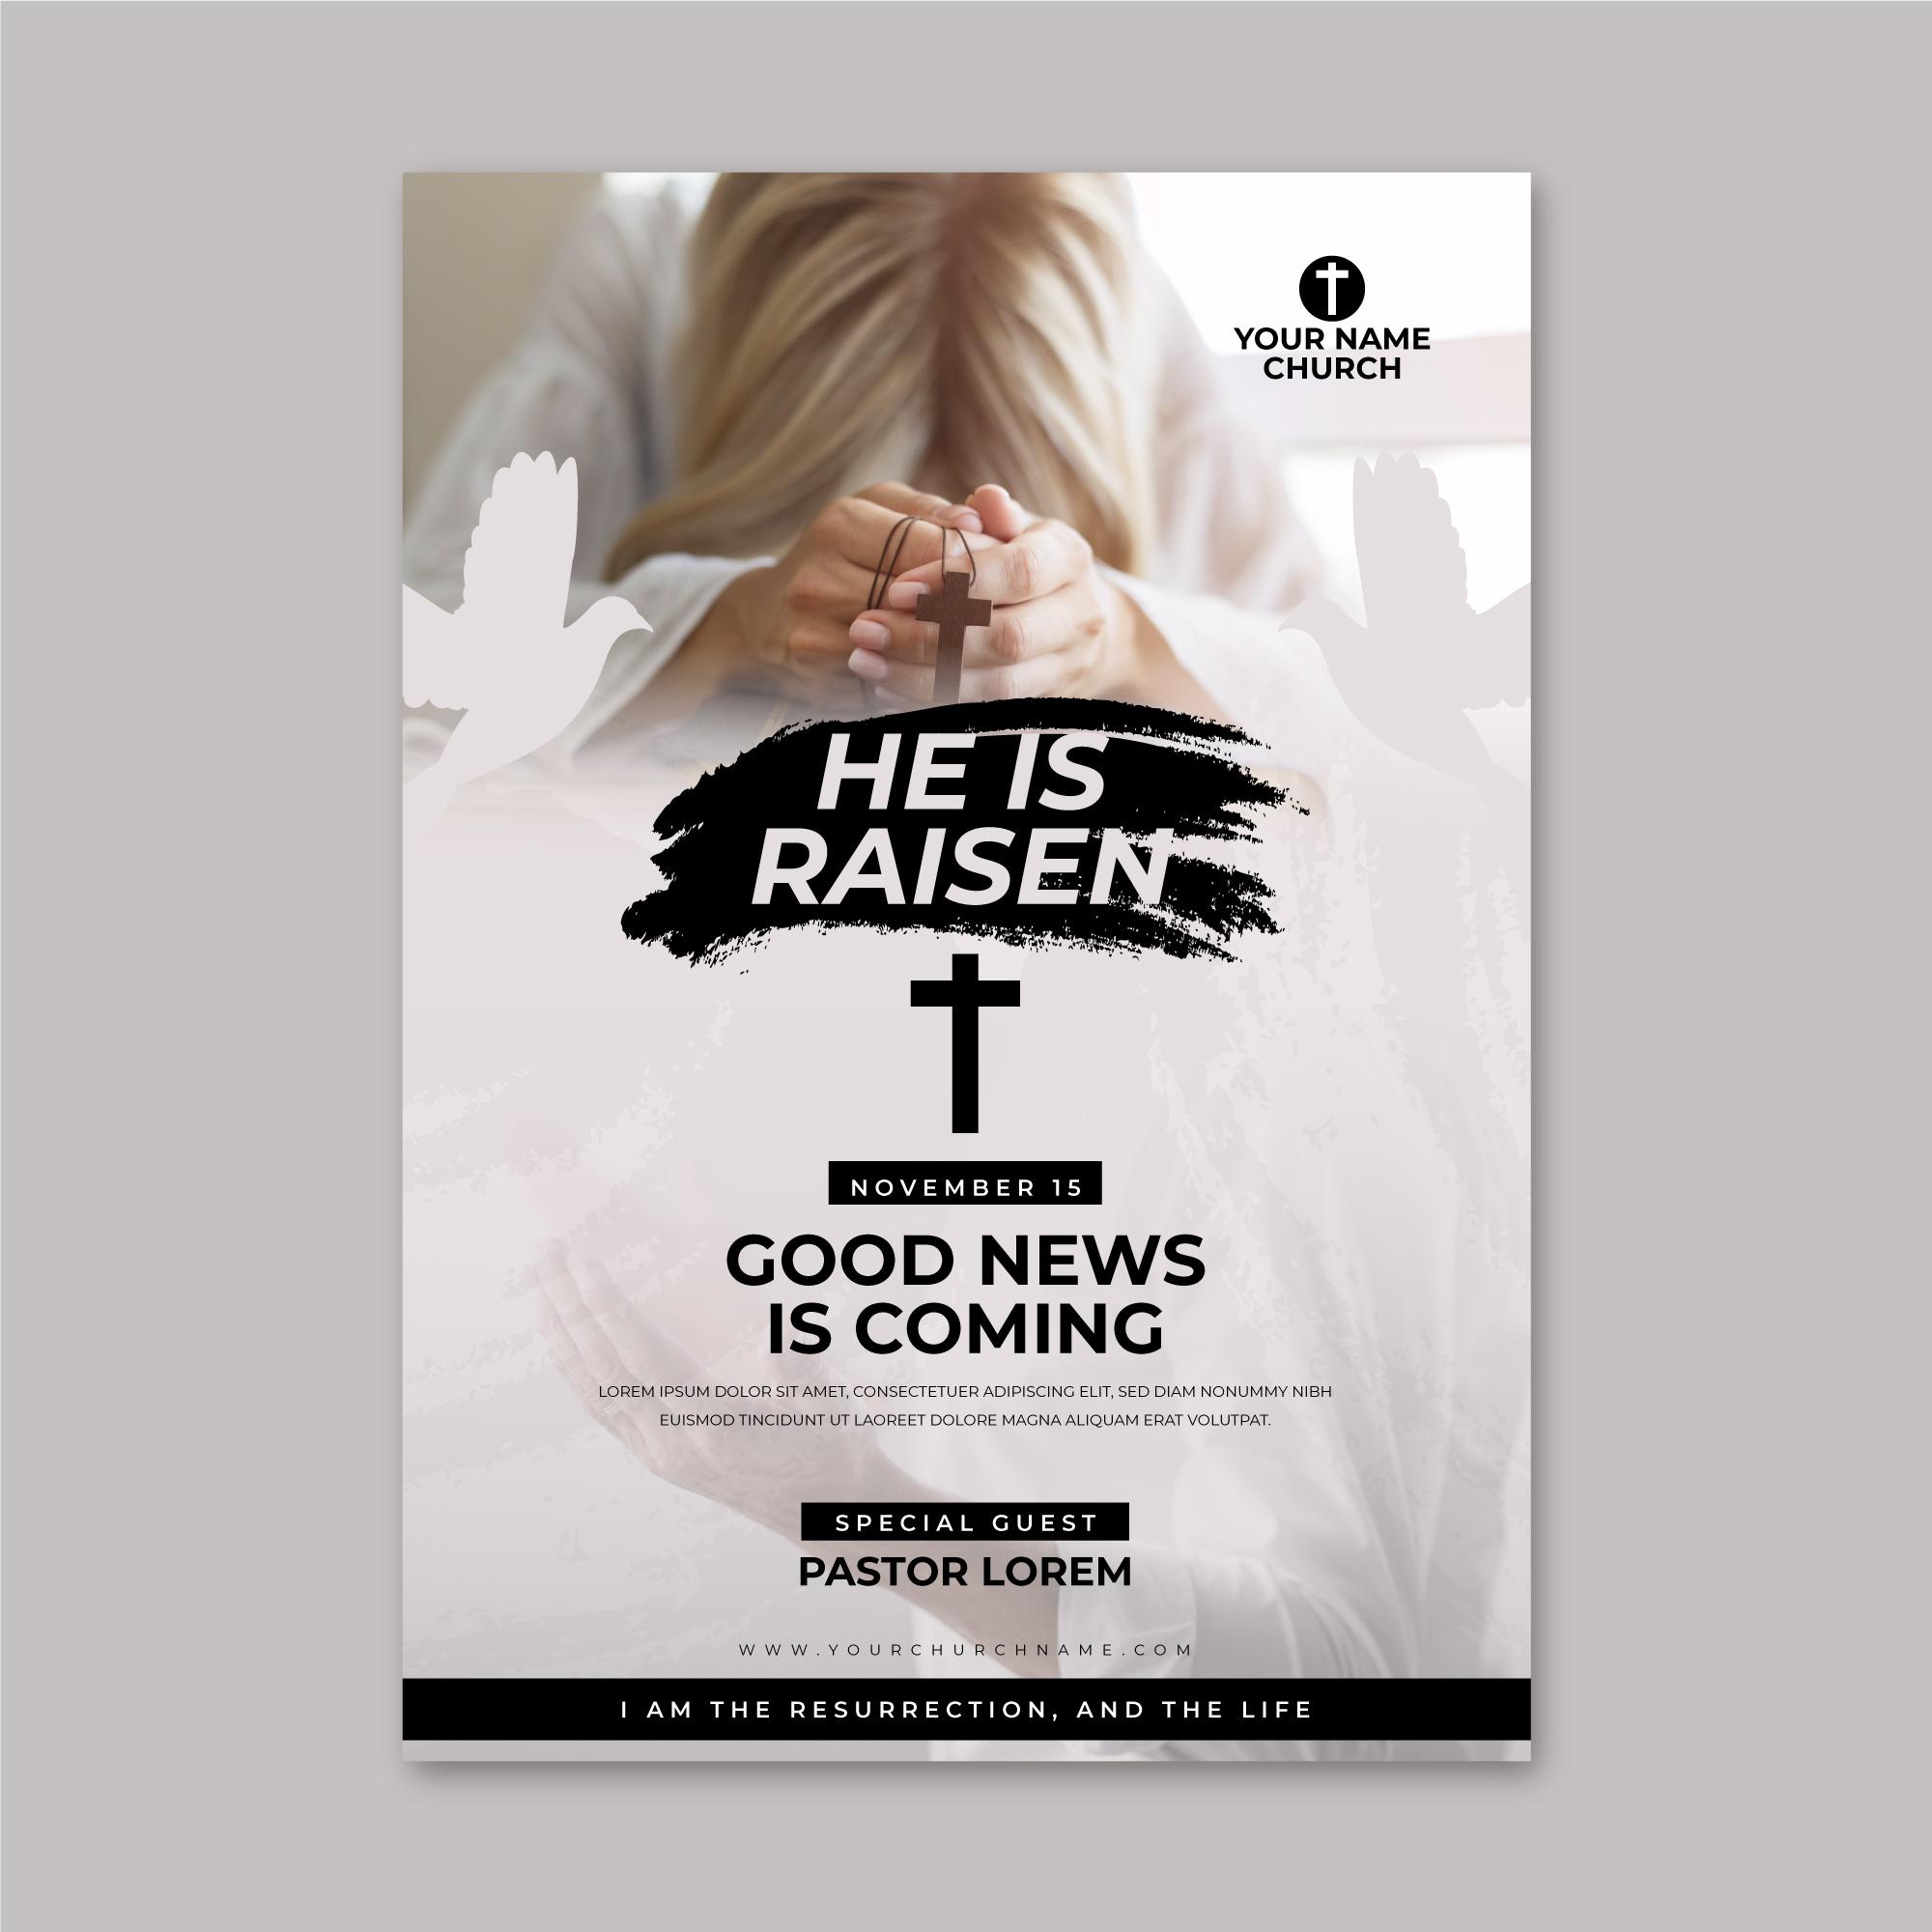 YOUR NAME
CHURCH
HE IS
RAISEN
NOVEMBER 15
GOOD NEWS
IS COMING
LOREM IPSUM DOLOR SIT AMET, CONSECTETUER ADIPISCING ELIT, SED DIAM NONUMMY NIBH
EUISMOD TINCIDUNT UT LAOREET DOLORE MAGNA ALIQUAM ERAT VOLUTPAT.
SPECIAL GUEST
PASTOR LOREM
WWW.YOURCHURCHNAME.COM
I AM THE RESURRECTION, AND THE LIFE